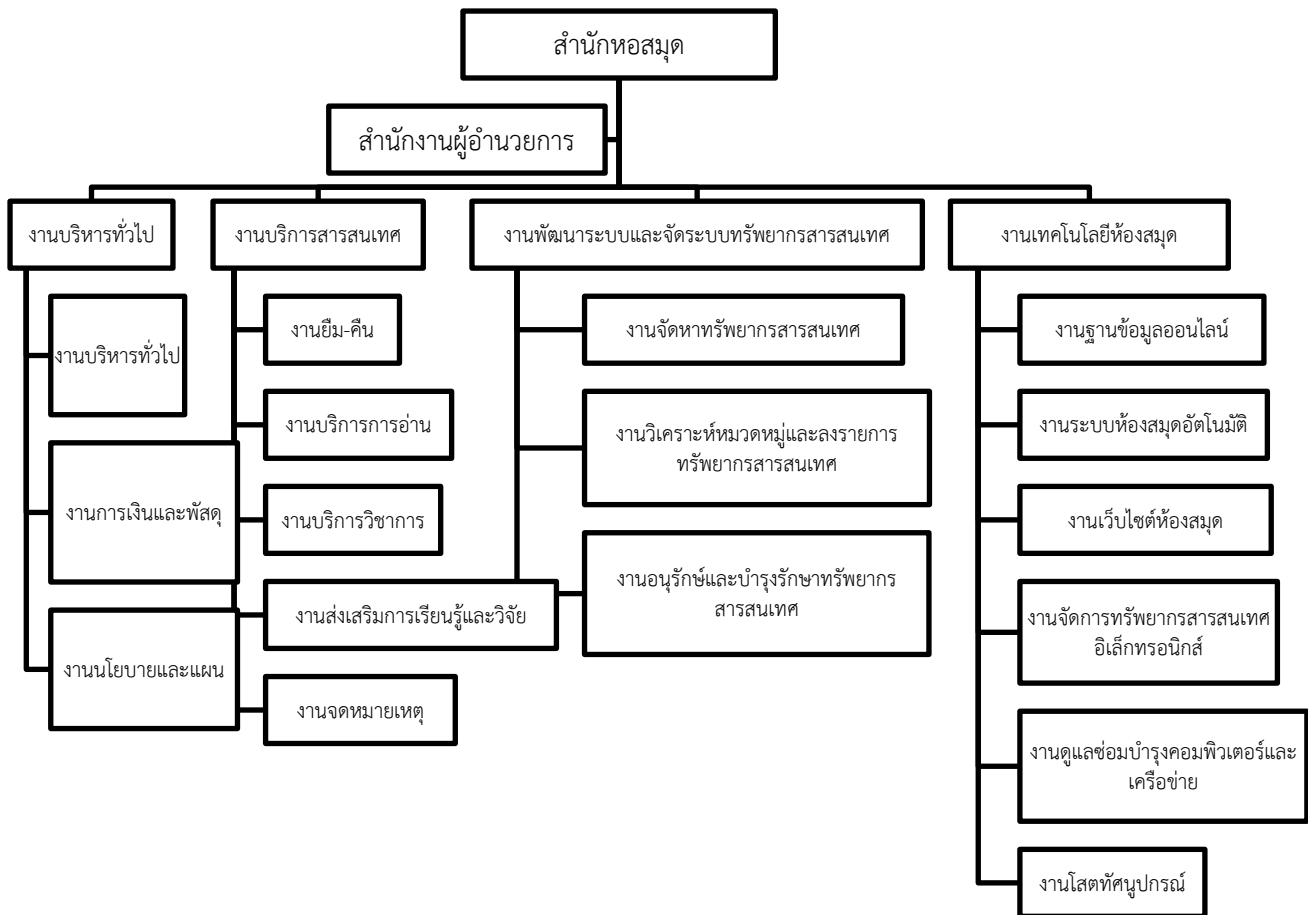 สำนักหอสมุด
สำนักงานผู้อำนวยการ
งานบริหารทั่วไป
งานบริหารทั่วไป
งานการเงินและพัสดุ
งานนโยบายและแผน
งานบริการสารสนเทศ
งานยืม-คืน
งานบริการการอ่าน
งานบริการวิชาการ
งานส่งเสริมการเรียนรู้และวิจัย
งานจดหมายเหตุ
งานพัฒนาระบบและจัดระบบทรัพยากรสารสนเทศ
งานจัดหาทรัพยากรสารสนเทศ
งานวิเคราะห์หมวดหมู่และลงรายการ
ทรัพยากรสารสนเทศ
งานอนุรักษ์และบำรุงรักษาทรัพยากร
สารสนเทศ
งานเทคโนโลยีห้องสมุด
งานฐานข้อมูลออนไลน์
งานระบบห้องสมุดอัตโนมัติ
งานเว็บไซต์ห้องสมุด
งานจัดการทรัพยากรสารสนเทศ
อิเล็กทรอนิกส์
งานดูแลซ่อมบำรุงคอมพิวเตอร์และ
เครือข่าย
งานโสตทัศนูปกรณ์